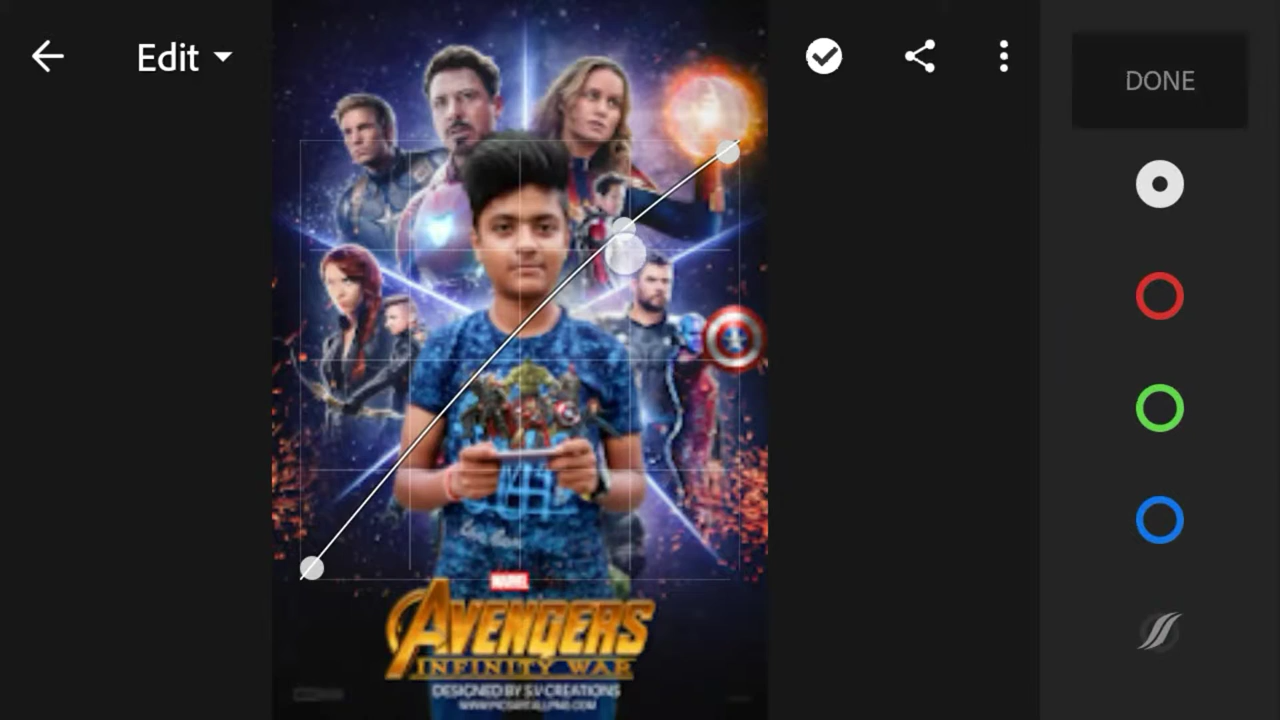 Edit
DONE
MARVEL
AVENGERS
INFINITY WAR
DESIGNED BY S.V CREATIONS